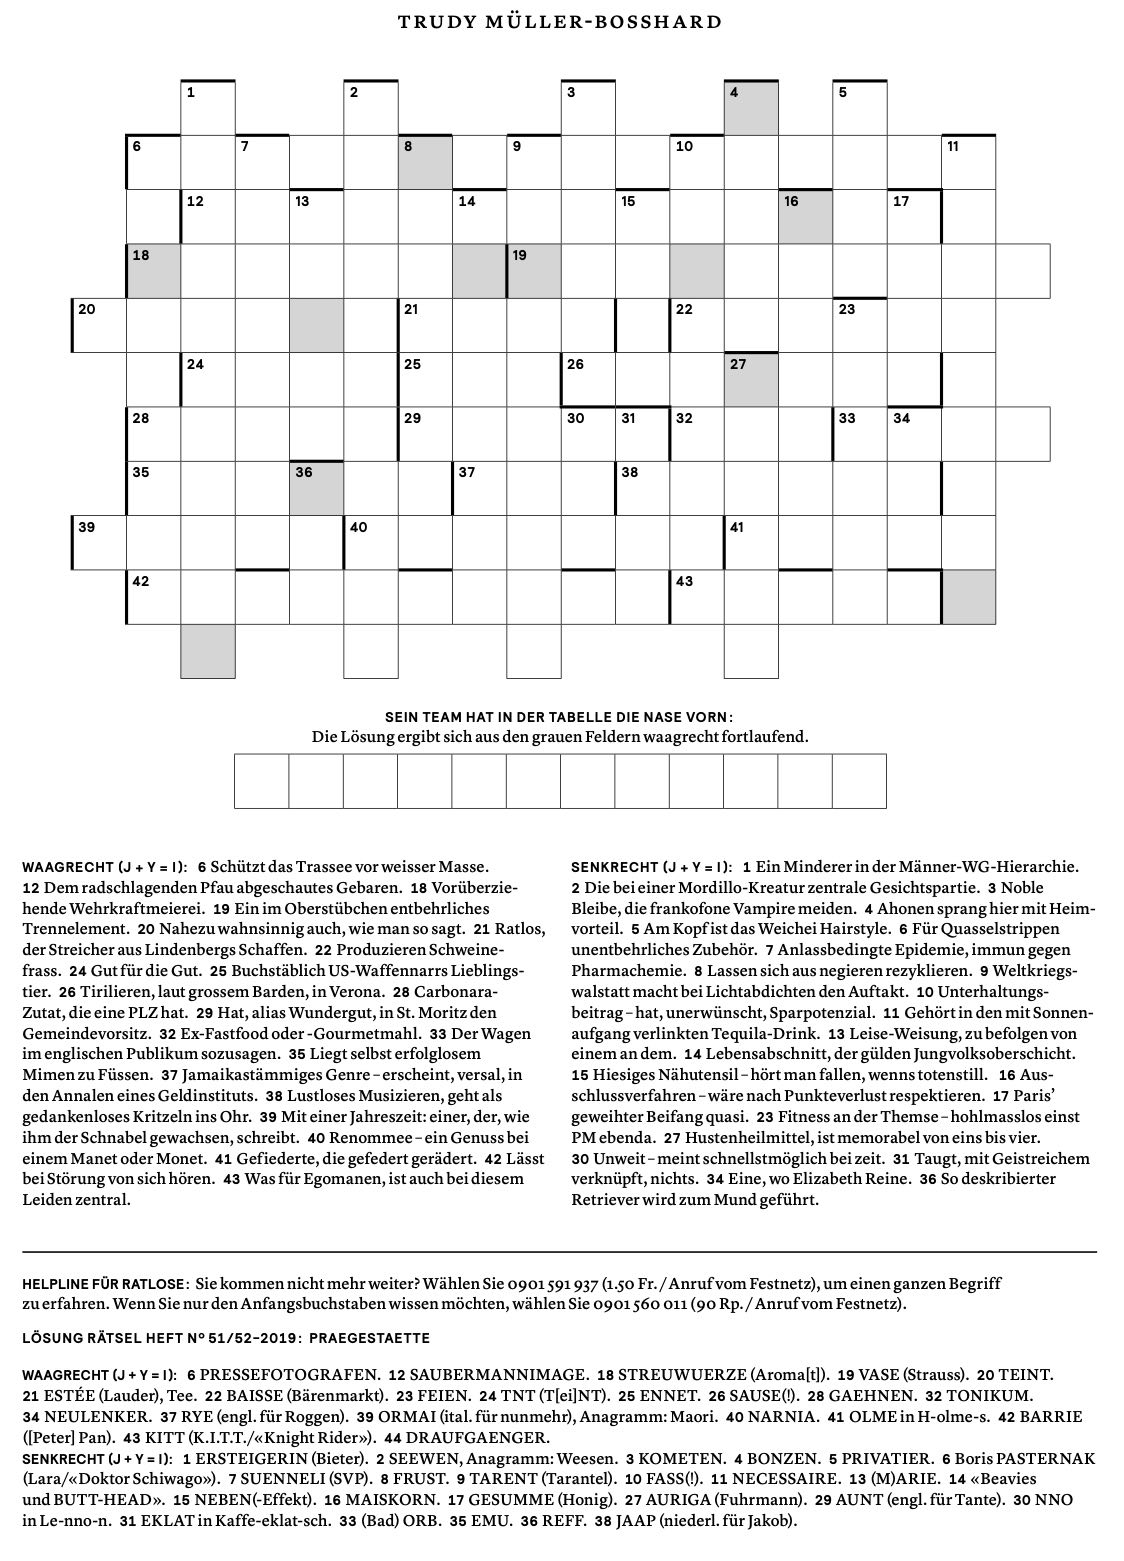 TRUDY MÜLLER-BOSSHARD
1 2 3 4 5
6 7 8 9 10 11
12 13 14 15 16 17
18 19
20 21 22 23
24 25 26 27
28 29 30 31 32 33 34
35 36 37 38
39 40 41
42 43
SEIN TEAM HAT IN DER TABELLE DIE NASE VORN:
Die Lösung ergibt sich aus den grauen Feldern waagrecht fortlaufend.
WAAGRECHT (J + Y = I): 6 Schützt das Trassee vor weisser Masse.
12 Dem radschlagenden Pfau abgeschautes Gebaren. 18 Vorüberzie-
hende Wehrkraftmeierei. 19 Ein im Oberstübchen entbehrliches
Trennelement. 20 Nahezu wahnsinnig auch, wie man so sagt. 21 Ratlos,
der Streicher aus Lindenbergs Schaffen. 22 Produzieren Schweine-
frass. 24 Gut für die Gut. 25 Buchstäblich US-Waffennarrs Lieblings-
tier. 26 Tirilieren, laut grossem Barden, in Verona. 28 Carbonara-
Zutat, die eine PLZ hat. 29 Hat, alias Wundergut, in St. Moritz den
Gemeindevorsitz. 32 Ex-Fastfood oder -Gourmetmahl. 33 Der Wagen
im englischen Publikum sozusagen. 35 Liegt selbst erfolglosem
Mimen zu Füssen. 37 Jamaikastämmiges Genre – erscheint, versal, in
den Annalen eines Geldinstituts. 38 Lustloses Musizieren, geht als
gedankenloses Kritzeln ins Ohr. 39 Mit einer Jahreszeit: einer, der, wie
ihm der Schnabel gewachsen, schreibt. 40 Renommee – ein Genuss bei
einem Manet oder Monet. 41 Gefiederte, die gefedert gerädert. 42 Lässt
bei Störung von sich hören. 43 Was für Egomanen, ist auch bei diesem
Leiden zentral.
SENKRECHT (J + Y = I): 1 Ein Minderer in der Männer-WG-Hierarchie.
2 Die bei einer Mordillo-Kreatur zentrale Gesichtspartie. 3 Noble
Bleibe, die frankofone Vampire meiden. 4 Ahonen sprang hier mit Heim-
vorteil. 5 Am Kopf ist das Weichei Hairstyle. 6 Für Quasselstrippen
unentbehrliches Zubehör. 7 Anlassbedingte Epidemie, immun gegen
Pharmachemie. 8 Lassen sich aus negieren rezyklieren. 9 Weltkriegs-
walstatt macht bei Lichtabdichten den Auftakt. 10 Unterhaltungs-
beitrag – hat, unerwünscht, Sparpotenzial. 11 Gehört in den mit Sonnen-
aufgang verlinkten Tequila-Drink. 13 Leise-Weisung, zu befolgen von
einem an dem. 14 Lebensabschnitt, der gülden Jungvolksoberschicht.
15 Hiesiges Nähutensil – hört man fallen, wenns totenstill. 16 Aus-
schlussverfahren – wäre nach Punkteverlust respektieren. 17 Paris’
geweihter Beifang quasi. 23 Fitness an der Themse – hohlmasslos einst
PM ebenda. 27 Hustenheilmittel, ist memorabel von eins bis vier.
30 Unweit – meint schnellstmöglich bei zeit. 31 Taugt, mit Geistreichem
verknüpft, nichts. 34 Eine, wo Elizabeth Reine. 36 So deskribierter
Retriever wird zum Mund geführt.
HELPLINE FÜR RATLOSE: Sie kommen nicht mehr weiter? Wählen Sie 0901 591 937 (1.50 Fr. / Anruf vom Festnetz), um einen ganzen Begriff
zu erfahren. Wenn Sie nur den Anfangsbuchstaben wissen möchten, wählen Sie 0901 560 011 (90 Rp. / Anruf vom Festnetz).
LÖSUNG RÄTSEL HEFT Nº 51/52–2019: PRAEGESTAETTE
WAAGRECHT (J + Y = I): 6 PRESSEFOTOGRAFEN. 12 SAUBERMANNIMAGE. 18 STREUWUERZE (Aroma[t]). 19 VASE (Strauss). 20 TEINT.
21 ESTÉE (Lauder), Tee. 22 BAISSE (Bärenmarkt). 23 FEIEN. 24 TNT (T[ei]NT). 25 ENNET. 26 SAUSE(!). 28 GAEHNEN. 32 TONIKUM.
34 NEULENKER. 37 RYE (engl. für Roggen). 39 ORMAI (ital. für nunmehr), Anagramm: Maori. 40 NARNIA. 41 OLME in H-olme-s. 42 BARRIE
([Peter] Pan). 43 KITT (K.I.T.T./«Knight Rider»). 44 DRAUFGAENGER.
SENKRECHT (J + Y = I): 1 ERSTEIGERIN (Bieter). 2 SEEWEN, Anagramm: Weesen. 3 KOMETEN. 4 BONZEN. 5 PRIVATIER. 6 Boris PASTERNAK
(Lara/«Doktor Schiwago»). 7 SUENNELI (SVP). 8 FRUST. 9 TARENT (Tarantel). 10 FASS(!). 11 NECESSAIRE. 13 (M)ARIE. 14 «Beavies
und BUTT-HEAD». 15 NEBEN(-Effekt). 16 MAISKORN. 17 GESUMME (Honig). 27 AURIGA (Fuhrmann). 29 AUNT (engl. für Tante). 30 NNO
in Le-nno-n. 31 EKLAT in Kaffe-eklat-sch. 33 (Bad) ORB. 35 EMU. 36 REFF. 38 JAAP (niederl. für Jakob).